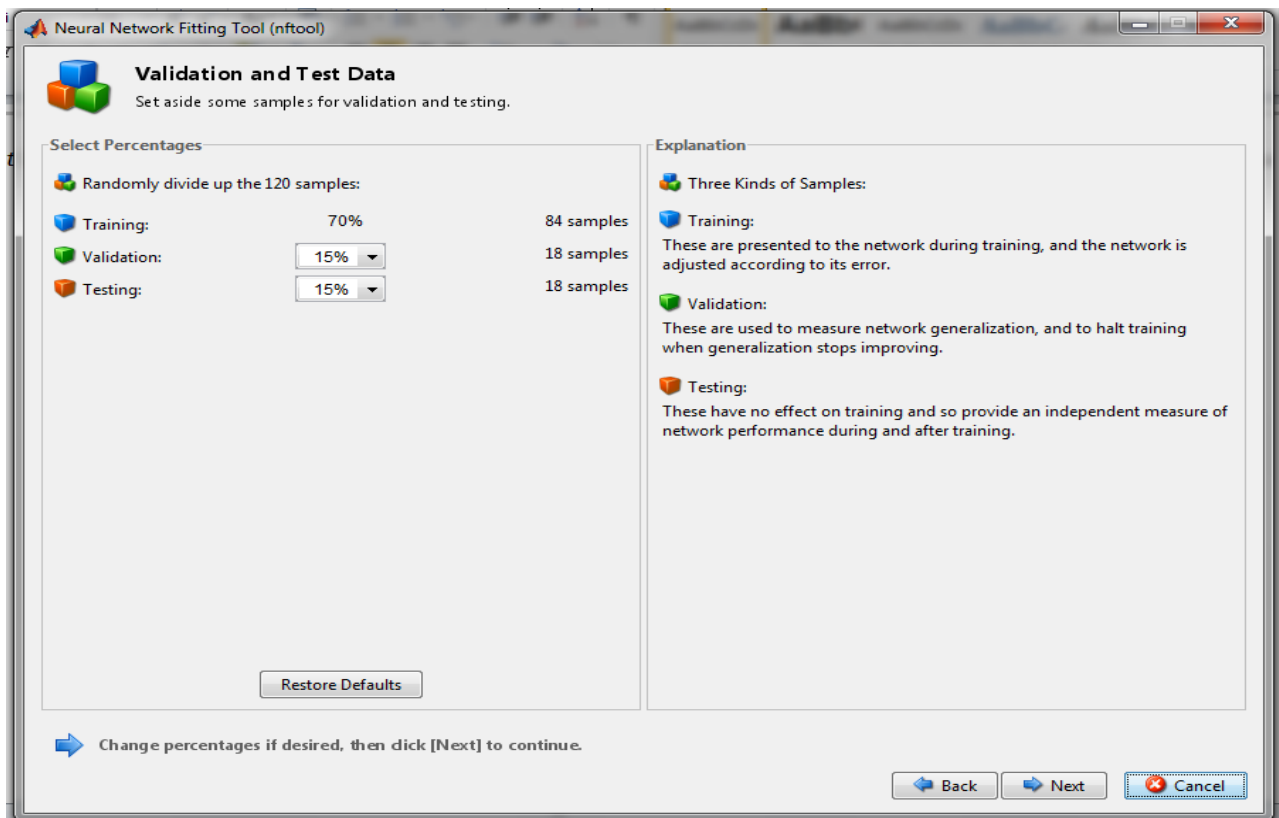 Neural Network Fitting Tool (nftool)
Validation and Test Data
Set aside some samples for validation and testing.
Select Percentages
Randomly divide up the 120 samples:
Training: 70% 84 samples
Validation: 15% 18 samples
Testing: 15% 18 samples
Restore Defaults
Explanation
Three Kinds of Samples:
Training:
These are presented to the network during training, and the network is
adjusted according to its error.
Validation:
These are used to measure network generalization, and to halt training
when generalization stops improving.
Testing:
These have no effect on training and so provide an independent measure of
network performance during and after training.
Change percentages if desired, then click [Next] to continue.
Back Next Cancel